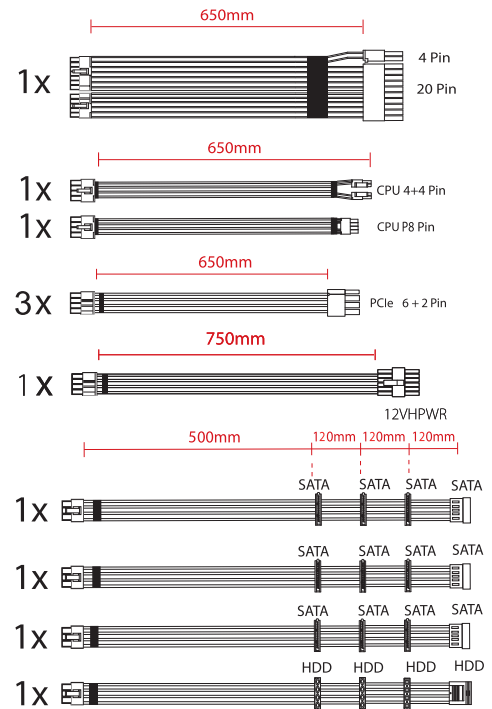 650mm
4 Pin
1x
20 Pin
650mm
1x
CPU 4+4 Pin
1x
CPU P8 Pin
650mm
3x
PCIe 6 + 2 Pin
750mm
1x
12VHPWR
500mm 120mm 120mm 120mm
SATA SATA SATA SATA
1x
SATA SATA SATA SATA
1x
SATA SATA SATA SATA
1x
HDD HDD HDD HDD
1x